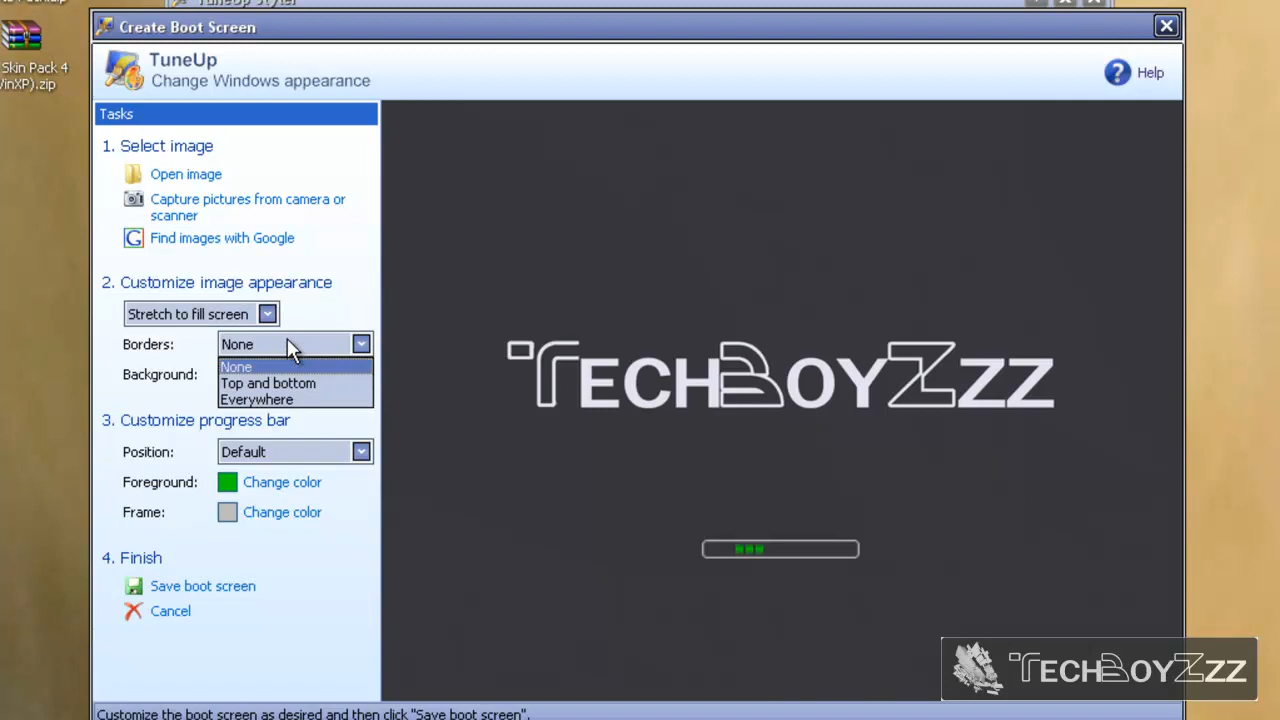 TuneUp Styler
Create Boot Screen
Skin Pack 4
WinXP).zip
TuneUp
Change Windows appearance
Help
Tasks
1. Select image
Open image
Capture pictures from camera or
scanner
Find images with Google
2. Customize image appearance
Stretch to fill screen
Borders:
None
None
Top and bottom
Everywhere
Background:
3. Customize progress bar
Position:
Default
Foreground:
Change color
Frame:
Change color
4. Finish
Save boot screen
Cancel
TECHBOYZZZ
TECHBOYZZZ
Customize the boot screen as desired and then click "Save boot screen".